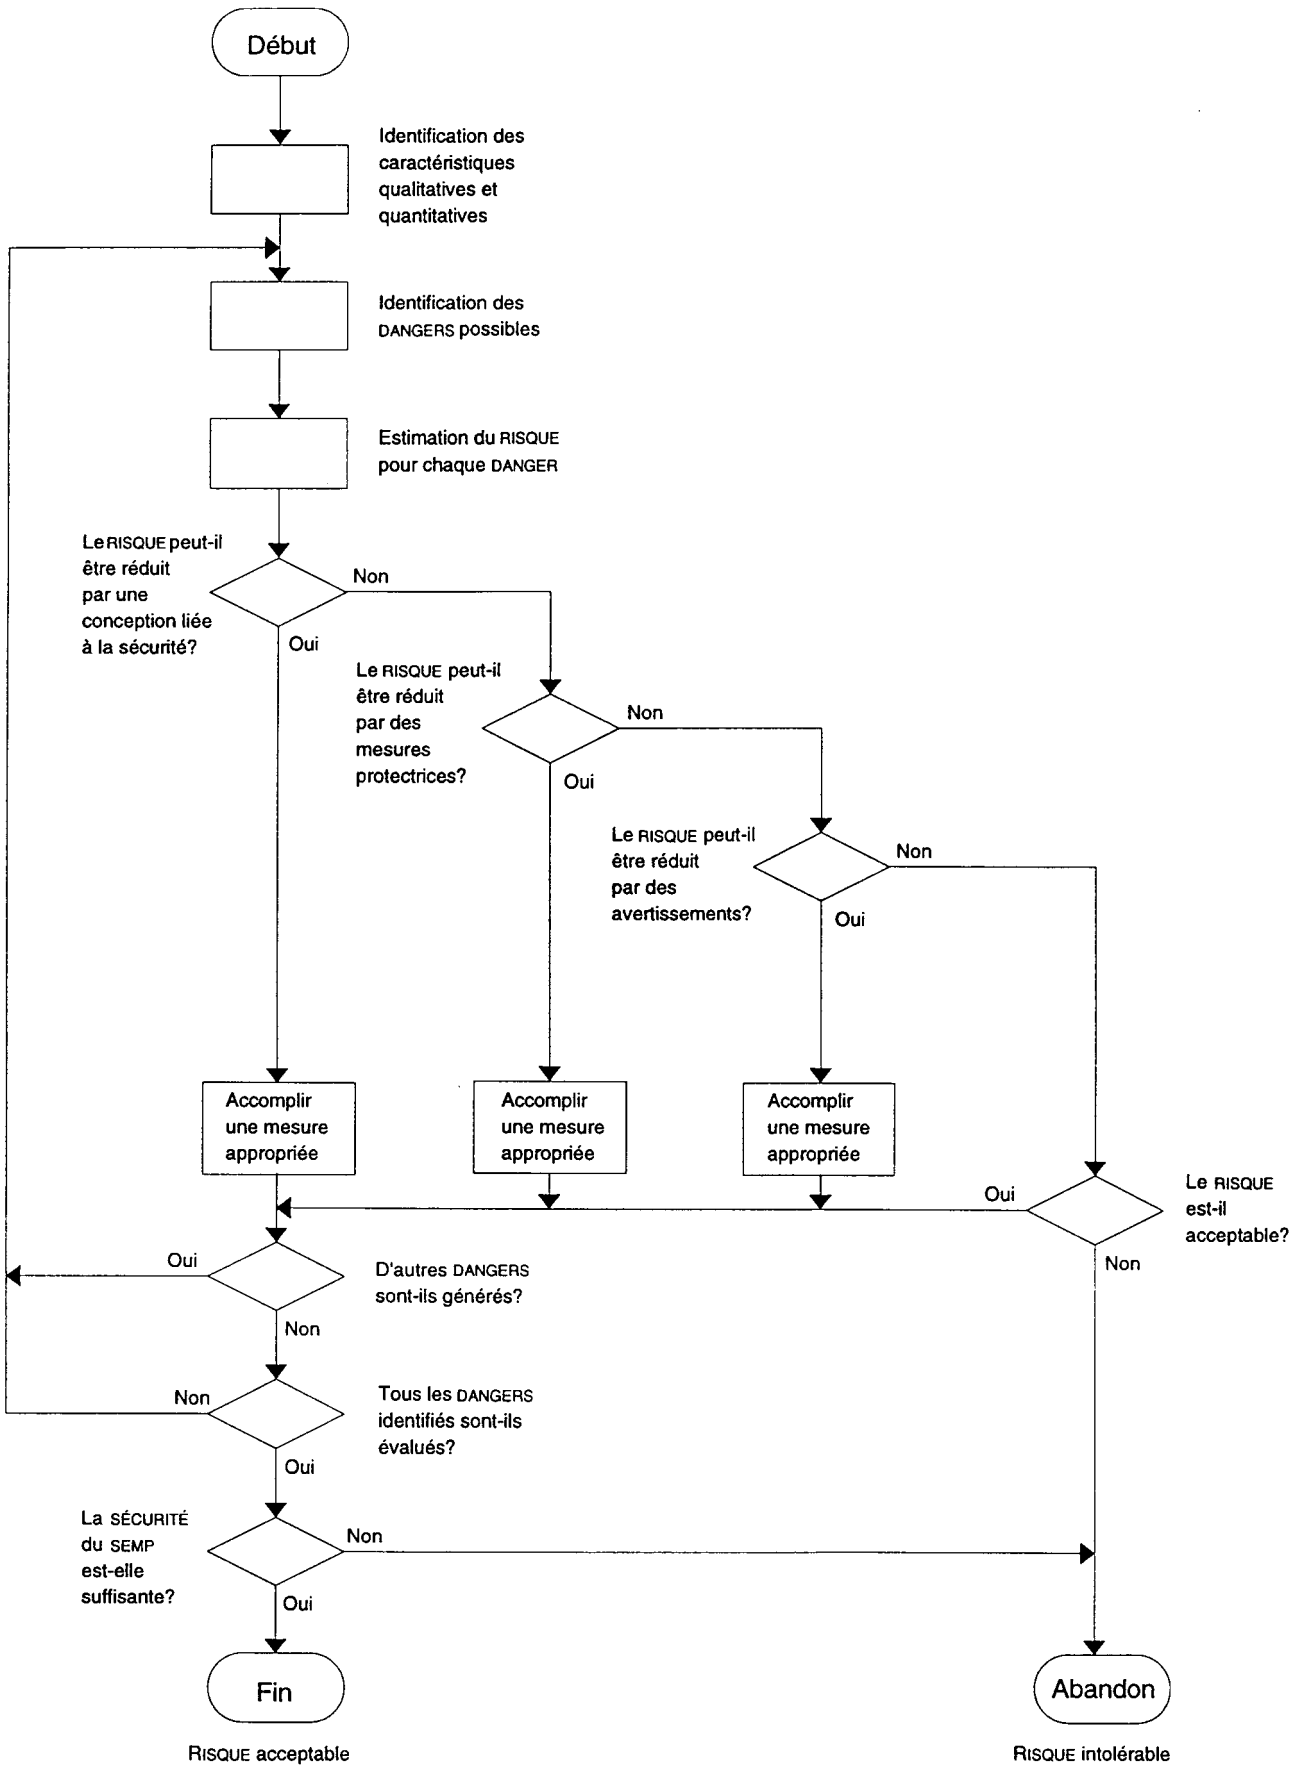 Début
Identification des
caractéristiques
qualitatives et
quantitatives
Identification des
DANGERS possibles
Estimation du RISQUE
pour chaque DANGER
Le RISQUE peut-il
être réduit
par une
conception liée
à la sécurité?
Non
Oui
Le RISQUE peut-il
être réduit
par des
mesures
protectrices?
Non
Oui
Le RISQUE peut-il
être réduit
par des
avertissements?
Non
Oui
Accomplir
une mesure
appropriée
Accomplir
une mesure
appropriée
Accomplir
une mesure
appropriée
Oui
Le RISQUE
est-il
acceptable?
Non
Oui
D'autres DANGERS
sont-ils générés?
Non
Non
Tous les DANGERS
identifiés sont-ils
évalués?
Oui
La SÉCURITÉ
du SEMP
est-elle
suffisante?
Non
Oui
Fin
Abandon
RISQUE acceptable
RISQUE intolérable